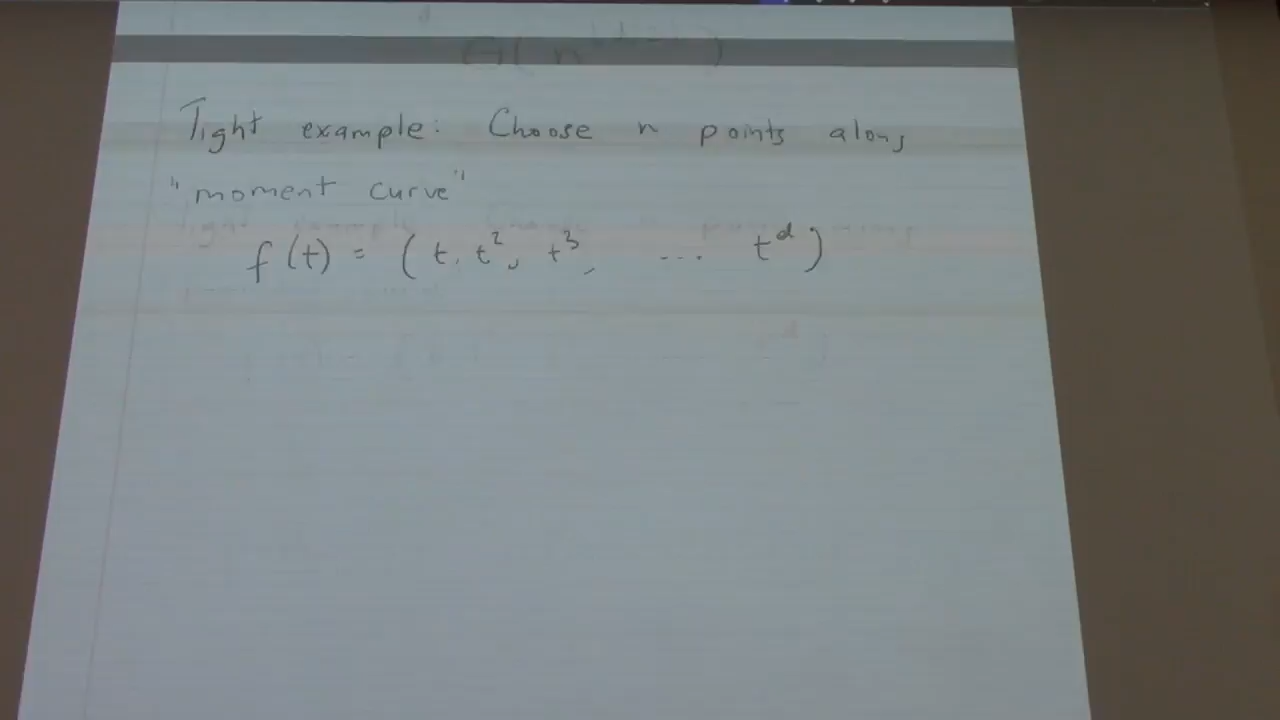 Tight example: Choose n points along
"moment curve"
f(t) = (t, t², t³, ... t^d)